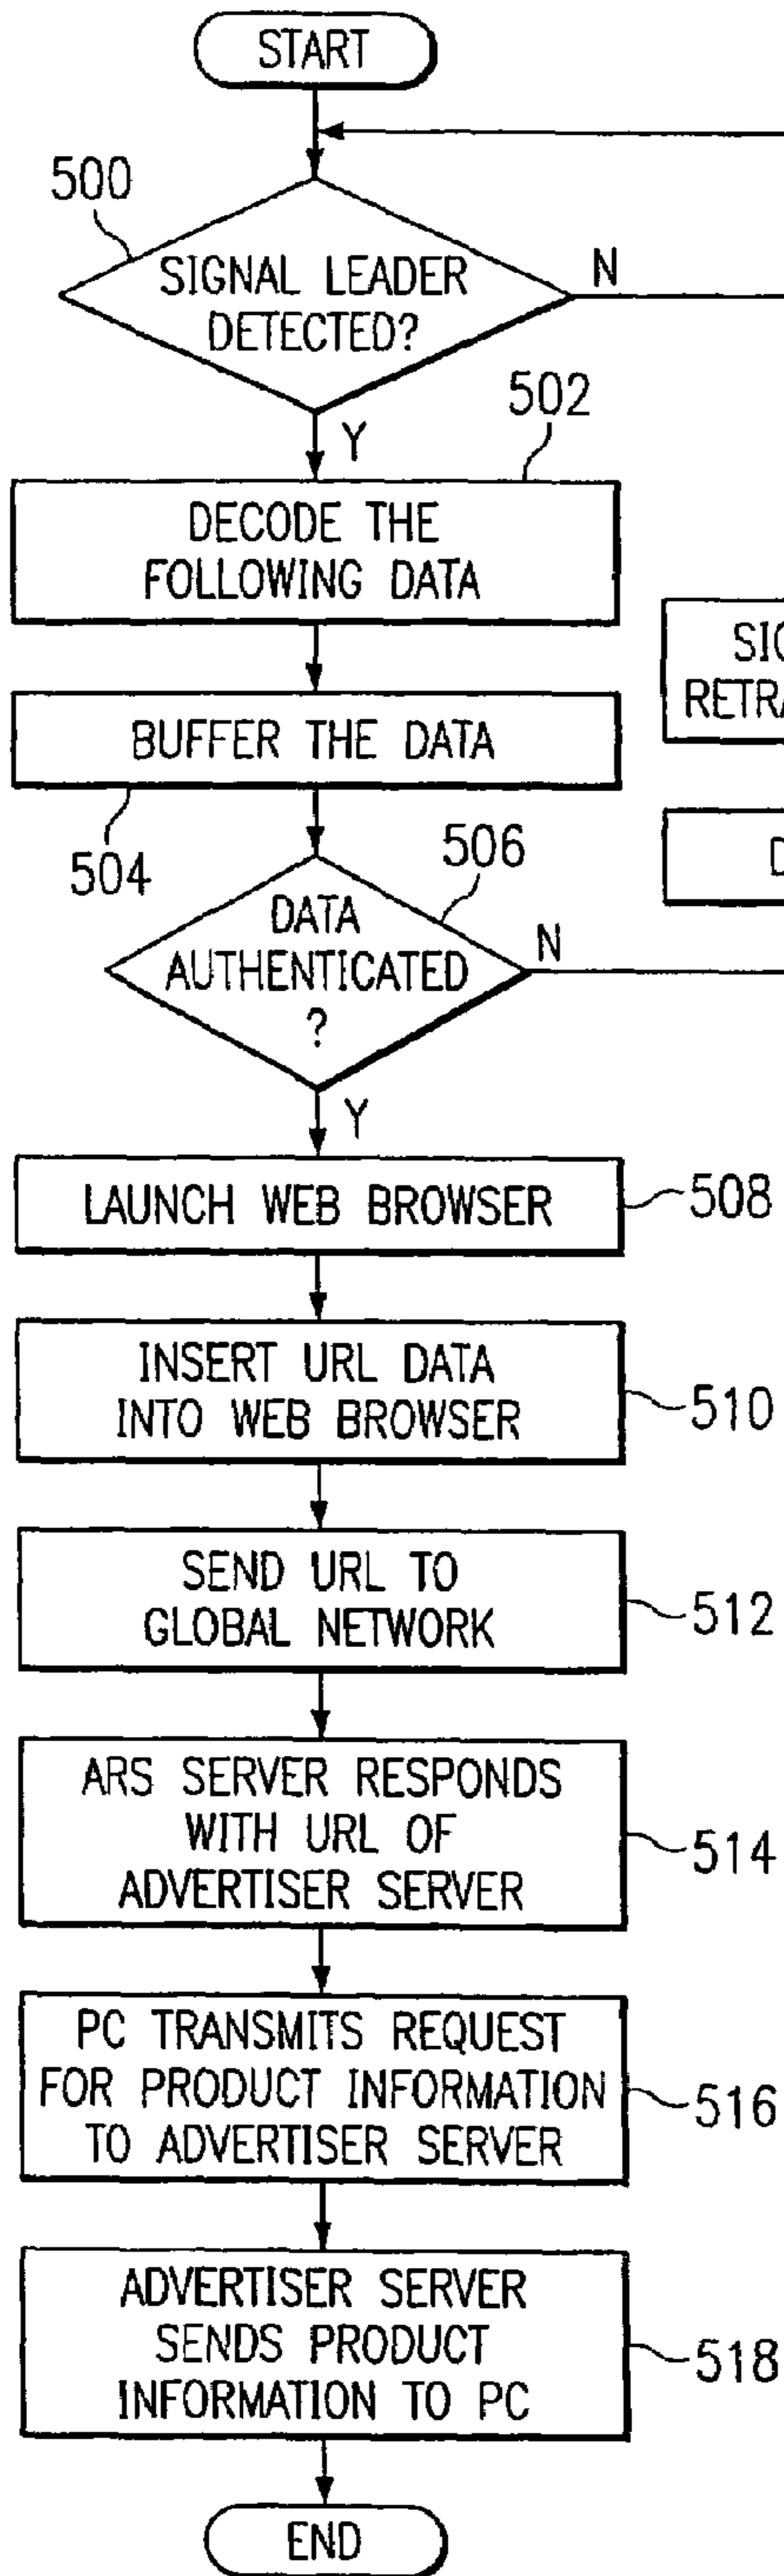 START
500
SIGNAL LEADER
DETECTED?
N
Y
502
DECODE THE
FOLLOWING DATA
BUFFER THE DATA
504
506
DATA
AUTHENTICATED
?
N
Y
LAUNCH WEB BROWSER
508
INSERT URL DATA
INTO WEB BROWSER
510
SEND URL TO
GLOBAL NETWORK
512
ARS SERVER RESPONDS
WITH URL OF
ADVERTISER SERVER
514
PC TRANSMITS REQUEST
FOR PRODUCT INFORMATION
TO ADVERTISER SERVER
516
ADVERTISER SERVER
SENDS PRODUCT
INFORMATION TO PC
518
END